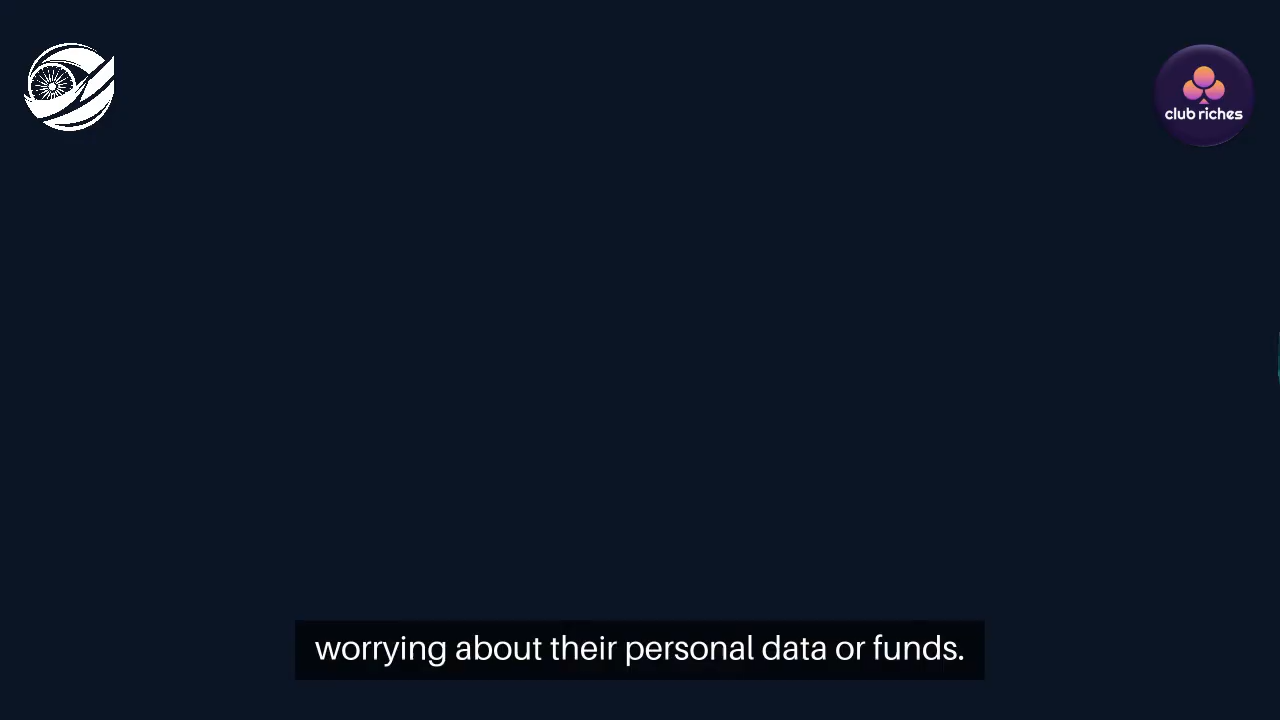 club riches
worrying about their personal data or funds.